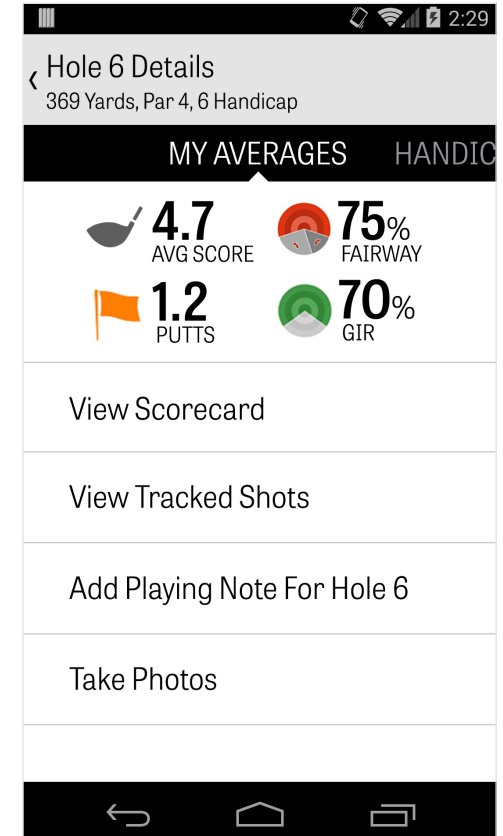 2:29
Hole 6 Details
369 Yards, Par 4, 6 Handicap
MY AVERAGES HANDIC
4.7 75%
AVG SCORE FAIRWAY
1.2 70%
PUTTS GIR
View Scorecard
View Tracked Shots
Add Playing Note For Hole 6
Take Photos